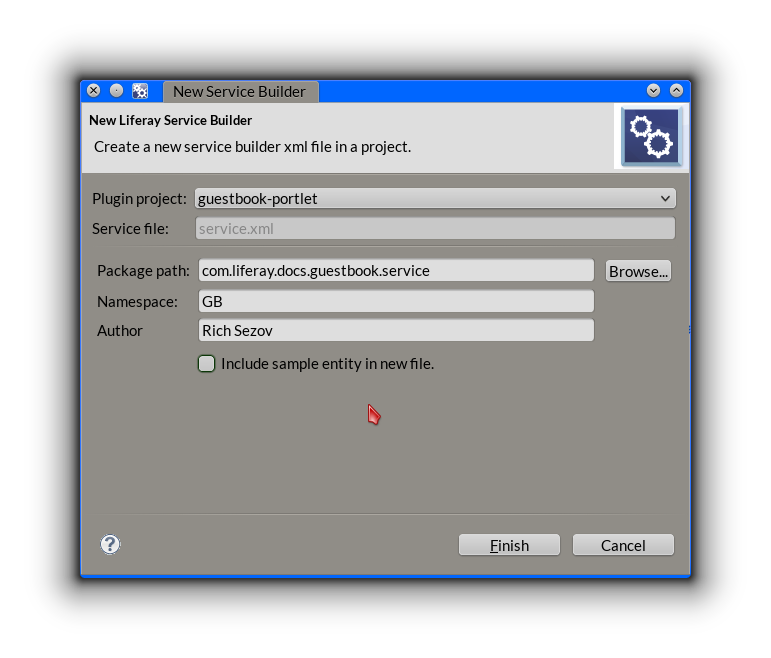 New Service Builder
New Liferay Service Builder
Create a new service builder xml file in a project.
Plugin project: guestbook-portlet
Service file: service.xml
Package path: com.liferay.docs.guestbook.service Browse...
Namespace: GB
Author Rich Sezov
Include sample entity in new file.
? Finish Cancel